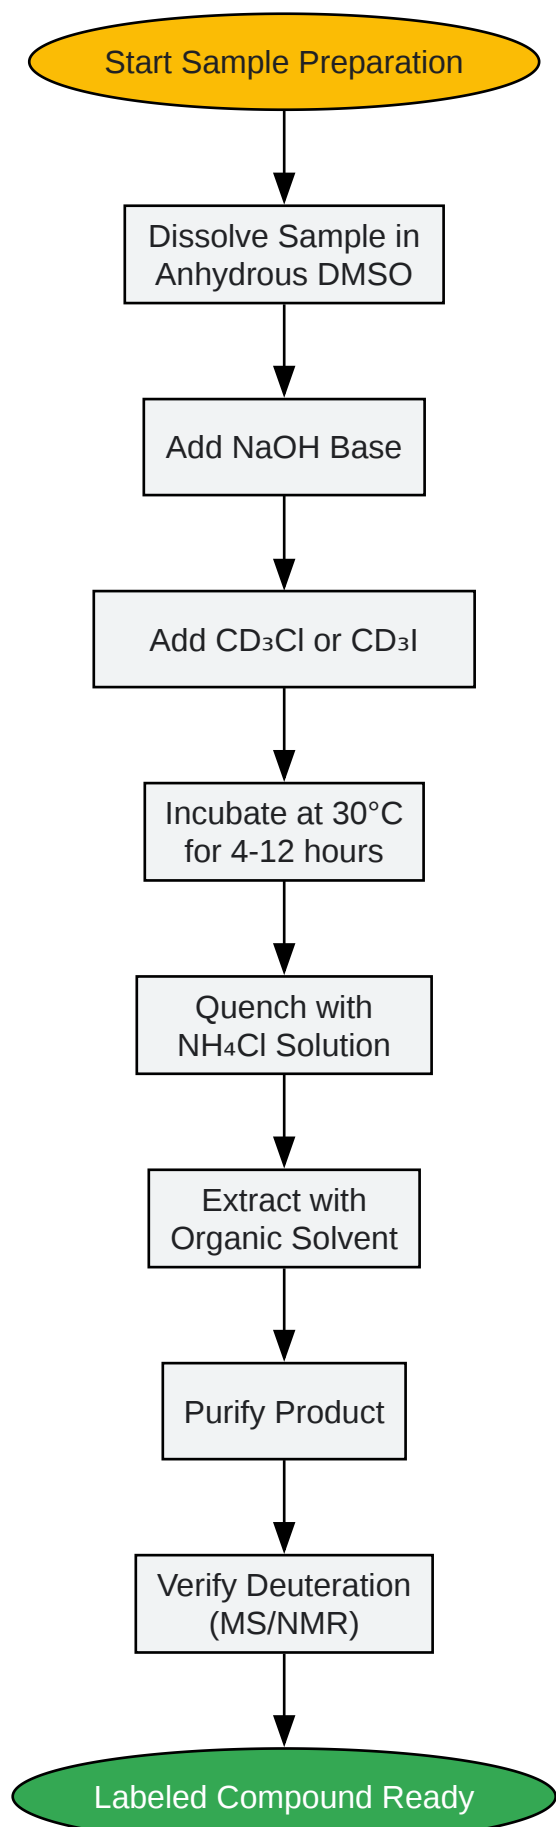 Start Sample Preparation
Dissolve Sample in
Anhydrous DMSO
Add NaOH Base
Add CD₃Cl or CD₃I
Incubate at 30°C
for 4-12 hours
Quench with
NH₄Cl Solution
Extract with
Organic Solvent
Purify Product
Verify Deuteration
(MS/NMR)
Labeled Compound Ready